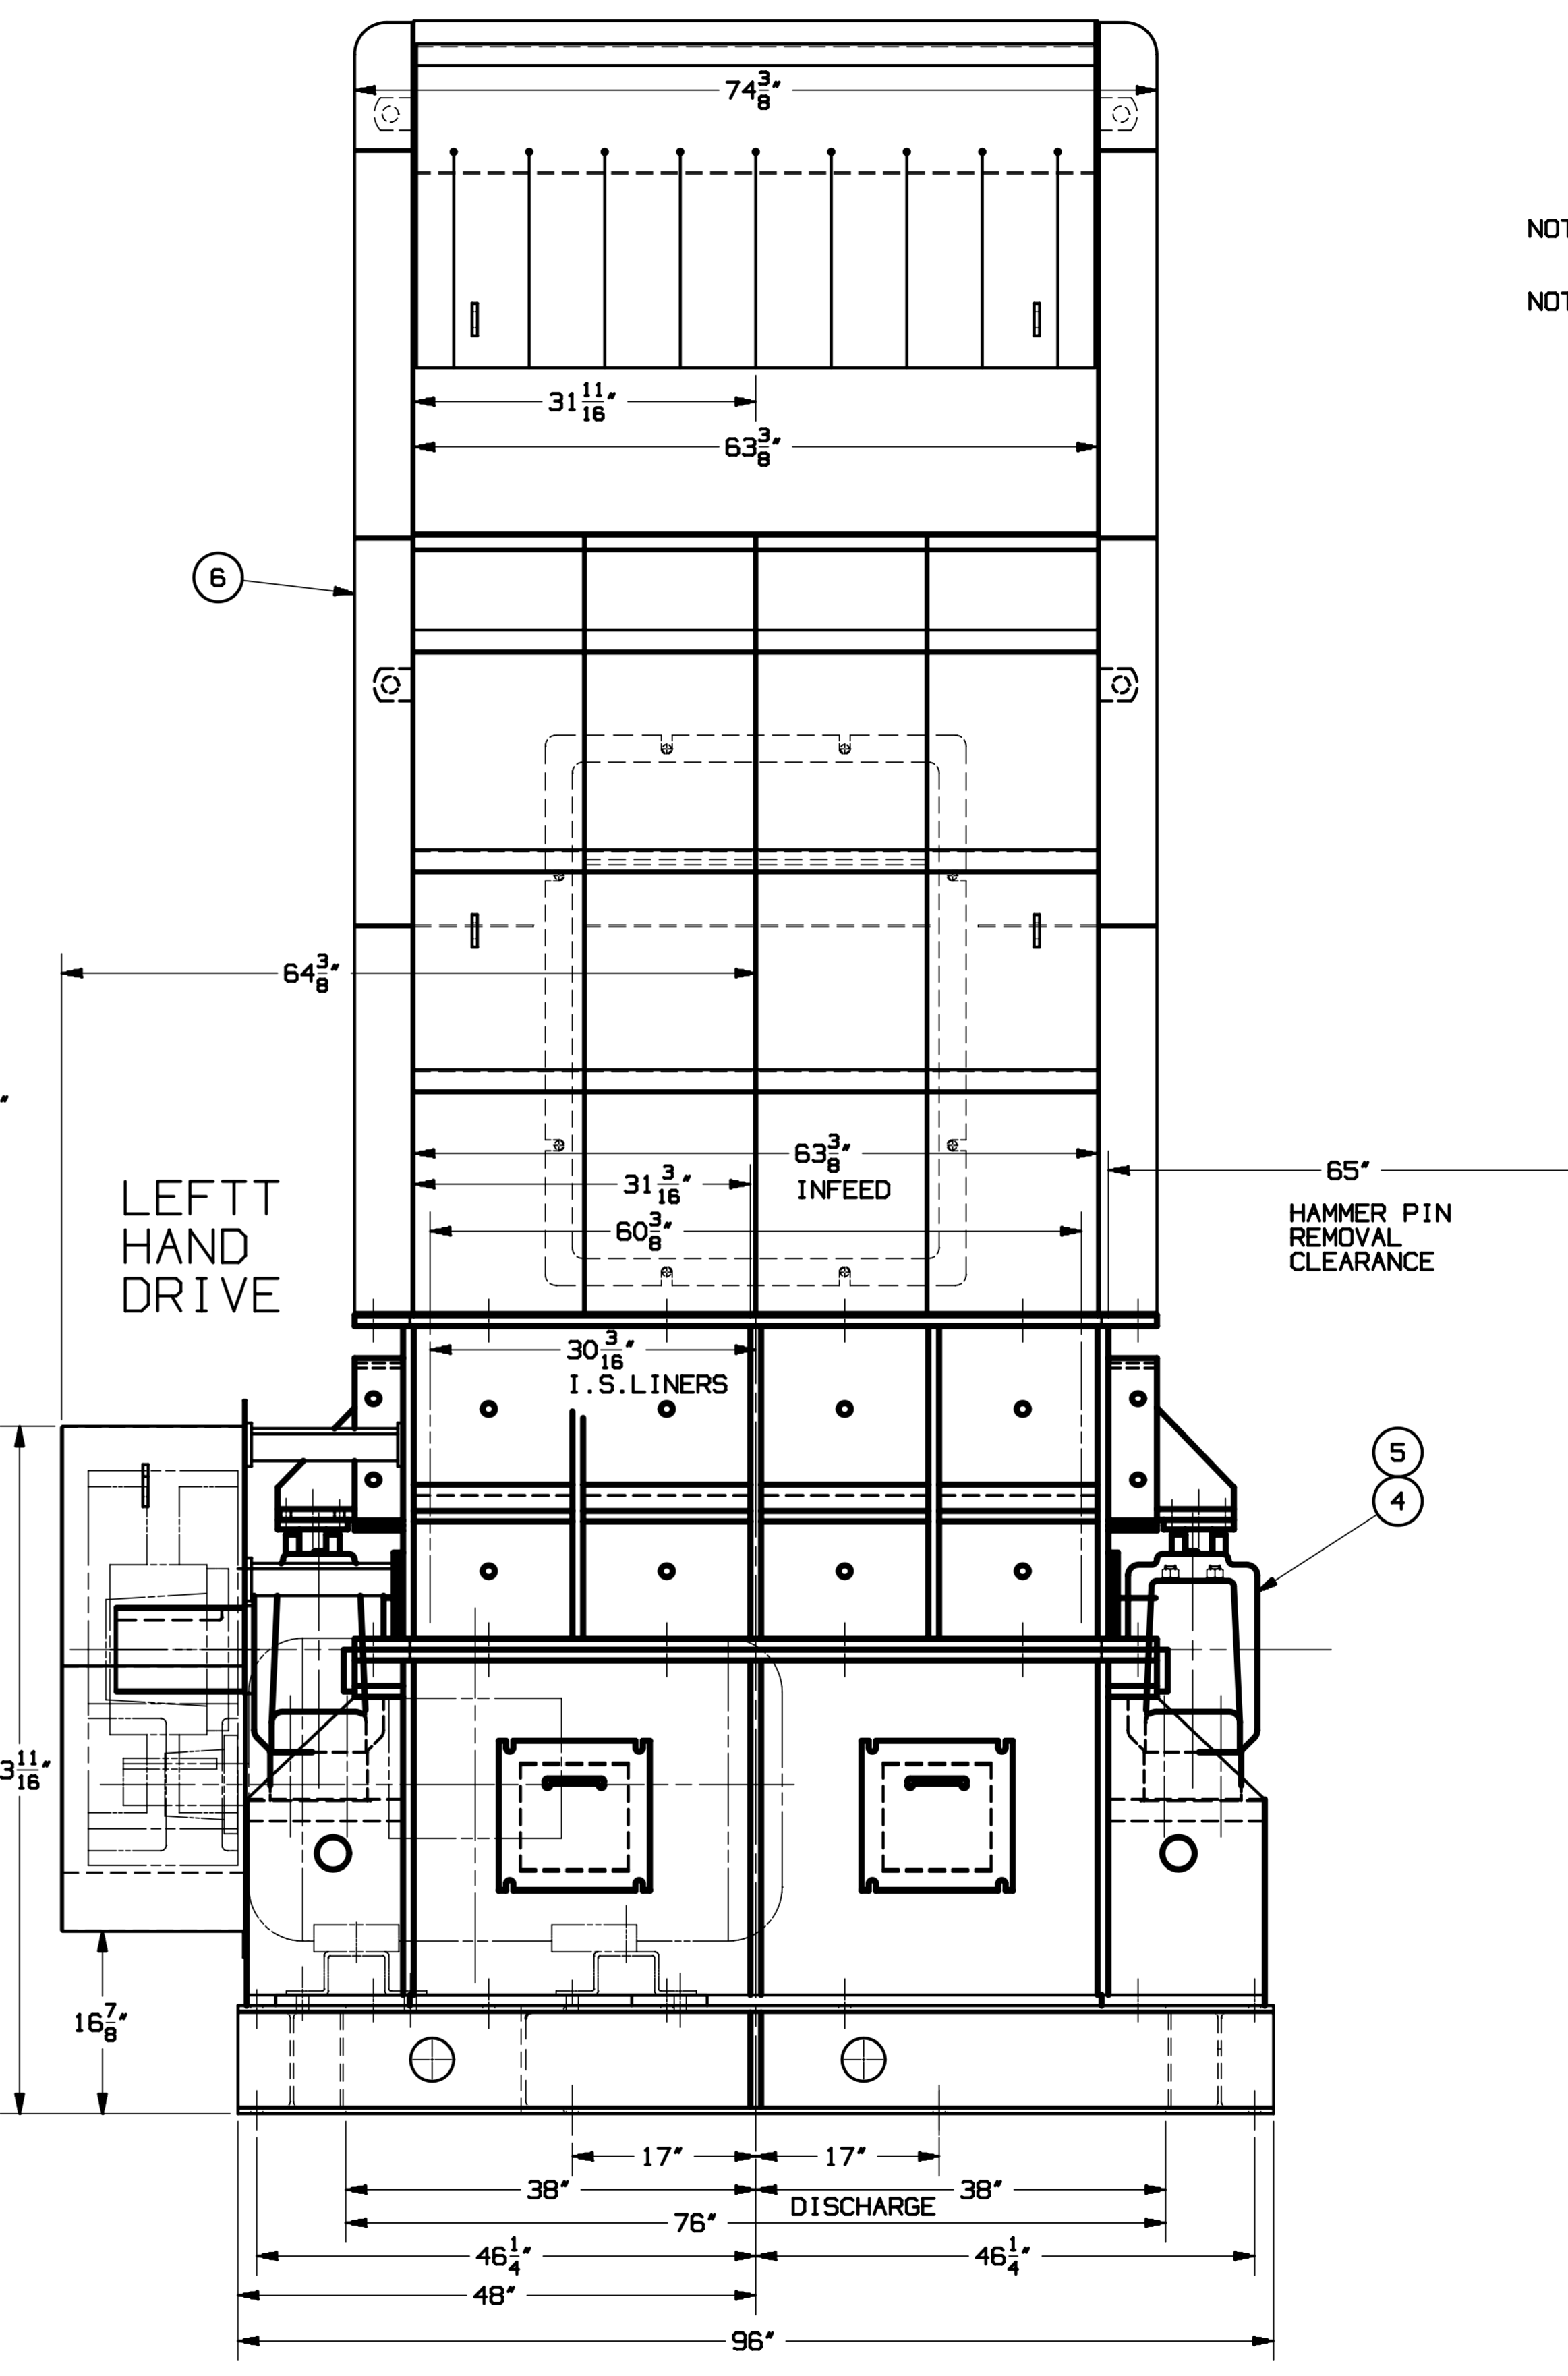 74 3/8"
NOT
NOT
31 11/16"
63 3/8"
6
64 3/8"
"
63 3/8"
INFEED
31 3/16"
60 3/8"
65"
HAMMER PIN
REMOVAL
CLEARANCE
LEFTT
HAND
DRIVE
30 3/16"
I.S.LINERS
5
4
3 11/16"
16 7/8"
17"
17"
38"
38"
DISCHARGE
76"
46 1/4"
46 1/4"
48"
96"